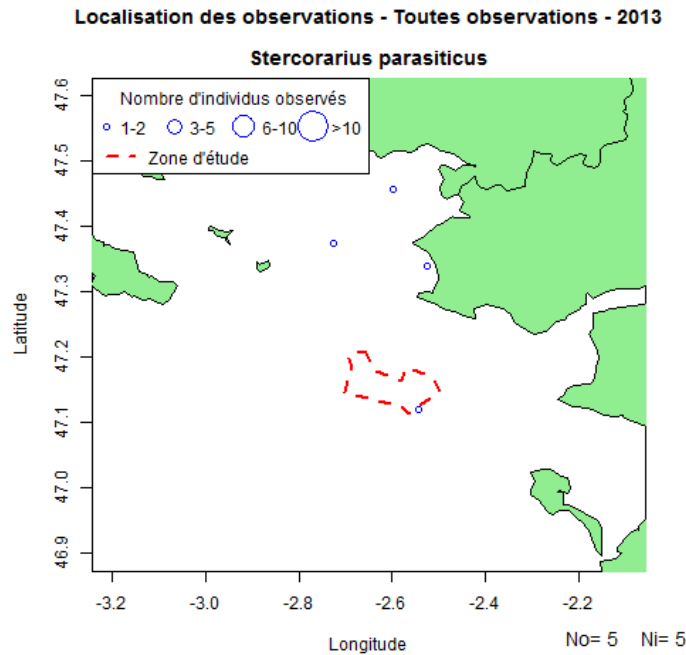 Localisation des observations - Toutes observations - 2013
Stercorarius parasiticus
Nombre d'individus observés
1-2 3-5 6-10 >10
Zone d'étude
47.6
47.5
47.4
47.3
47.2
47.1
47.0
46.9
Latitude
-3.2 -3.0 -2.8 -2.6 -2.4 -2.2
Longitude
No= 5 Ni= 5